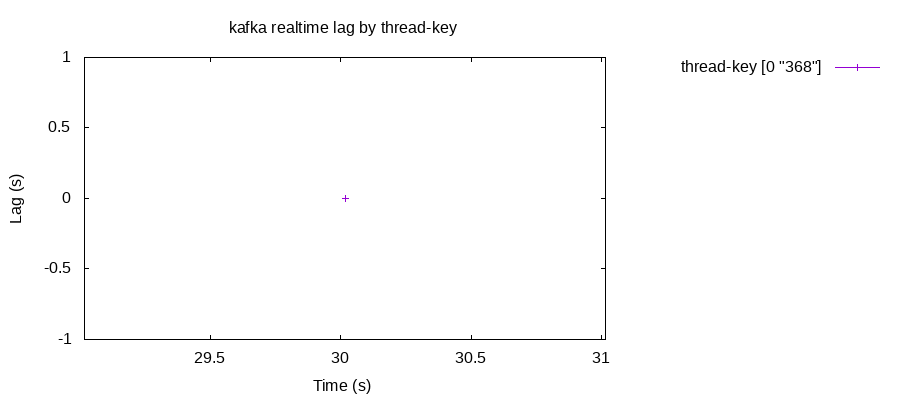 kafka realtime lag by thread-key
thread-key [0 "368"]
1
0.5
0
-0.5
-1
Lag (s)
29.5 30 30.5 31
Time (s)